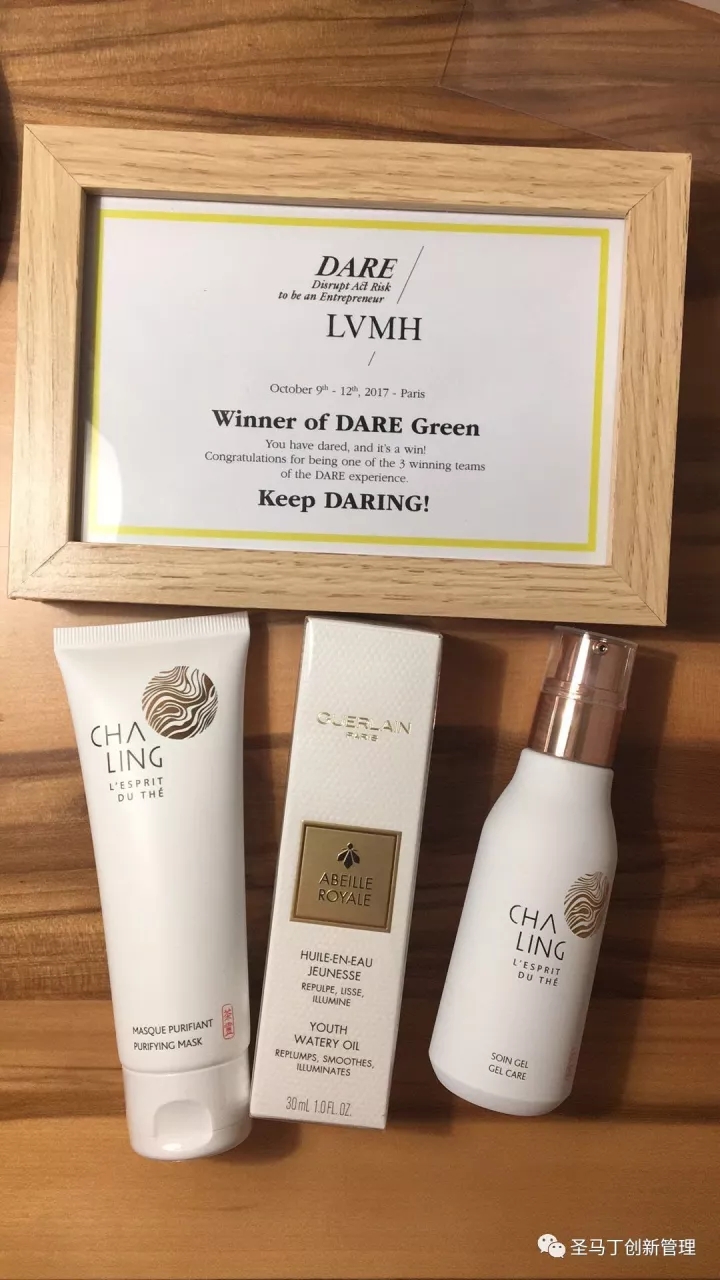 DARE
Disrupt Act Risk
to be an Entrepreneur
LVMH
/
October 9th - 12th, 2017 - Paris
Winner of DARE Green
You have dared, and it's a win!
Congratulations for being one of the 3 winning teams
of the DARE experience.
Keep DARING!
CHA
LING
L'ESPRIT
DU THÉ
MASQUE PURIFIANT
PURIFYING MASK
茶靈
GUERLAIN
PARIS
ABEILLE
ROYALE
HUILE-EN-EAU
JEUNESSE
REPULPE, LISSE,
ILLUMINE
YOUTH
WATERY OIL
REPLUMPS, SMOOTHES,
ILLUMINATES
30 mL 1.0 FL. OZ.
CHA
LING
L'ESPRIT
DU THÉ
SOIN GEL
GEL CARE
圣马丁创新管理